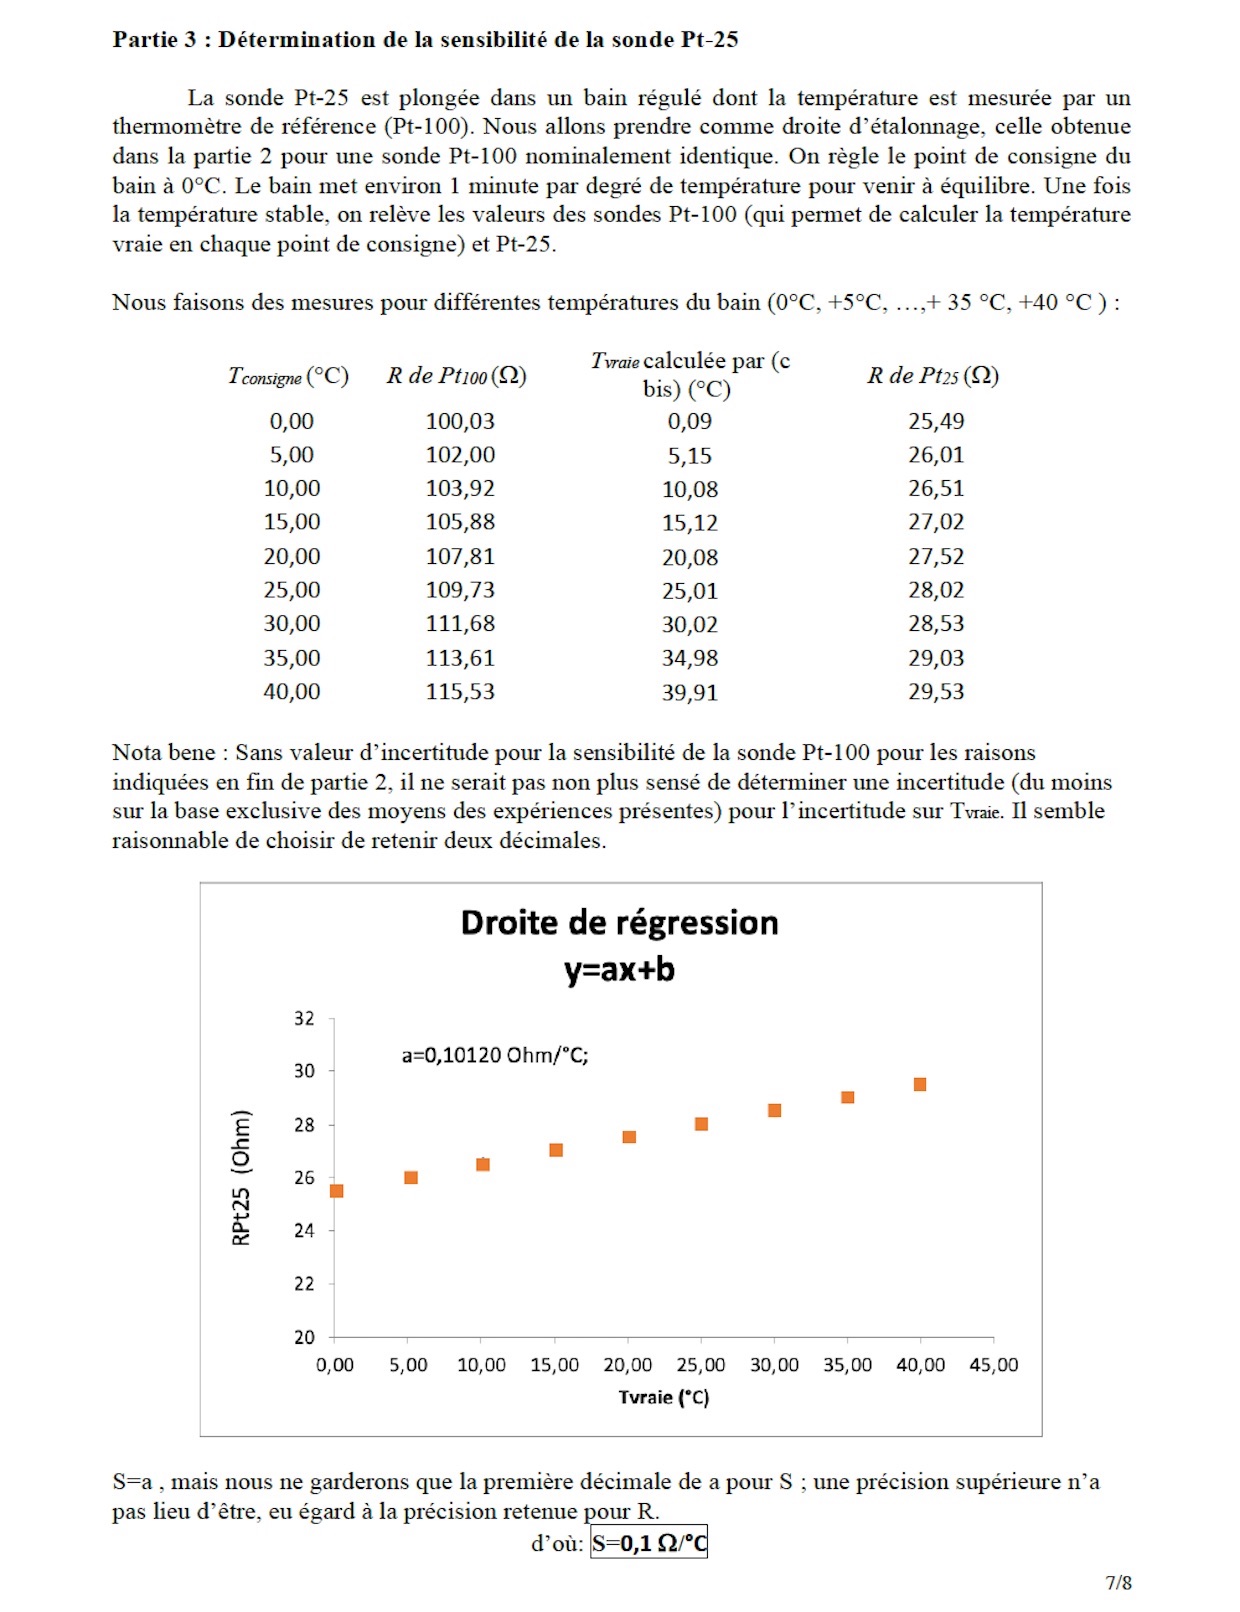 Partie 3 : Détermination de la sensibilité de la sonde Pt-25
La sonde Pt-25 est plongée dans un bain régulé dont la température est mesurée par un
thermomètre de référence (Pt-100). Nous allons prendre comme droite d’étalonnage, celle obtenue
dans la partie 2 pour une sonde Pt-100 nominalement identique. On règle le point de consigne du
bain à 0°C. Le bain met environ 1 minute par degré de température pour venir à équilibre. Une fois
la température stable, on relève les valeurs des sondes Pt-100 (qui permet de calculer la température
vraie en chaque point de consigne) et Pt-25.
Nous faisons des mesures pour différentes températures du bain (0°C, +5°C, …,+ 35 °C, +40 °C ) :
Tconsigne (°C) R de Pt100 (Ω) Tvraie calculée par (c bis) (°C) R de Pt25 (Ω)
0,00 100,03 0,09 25,49
5,00 102,00 5,15 26,01
10,00 103,92 10,08 26,51
15,00 105,88 15,12 27,02
20,00 107,81 20,08 27,52
25,00 109,73 25,01 28,02
30,00 111,68 30,02 28,53
35,00 113,61 34,98 29,03
40,00 115,53 39,91 29,53
Nota bene : Sans valeur d’incertitude pour la sensibilité de la sonde Pt-100 pour les raisons
indiquées en fin de partie 2, il ne serait pas non plus sensé de déterminer une incertitude (du moins
sur la base exclusive des moyens des expériences présentes) pour l’incertitude sur Tvraie. Il semble
raisonnable de choisir de retenir deux décimales.
Droite de régression
y=ax+b
a=0,10120 Ohm/°C;
32
30
28
26
24
22
20
RPt25 (Ohm)
0,00 5,00 10,00 15,00 20,00 25,00 30,00 35,00 40,00 45,00
Tvraie (°C)
S=a , mais nous ne garderons que la première décimale de a pour S ; une précision supérieure n’a
pas lieu d’être, eu égard à la précision retenue pour R.
d’où: S=0,1 Ω/°C
7/8